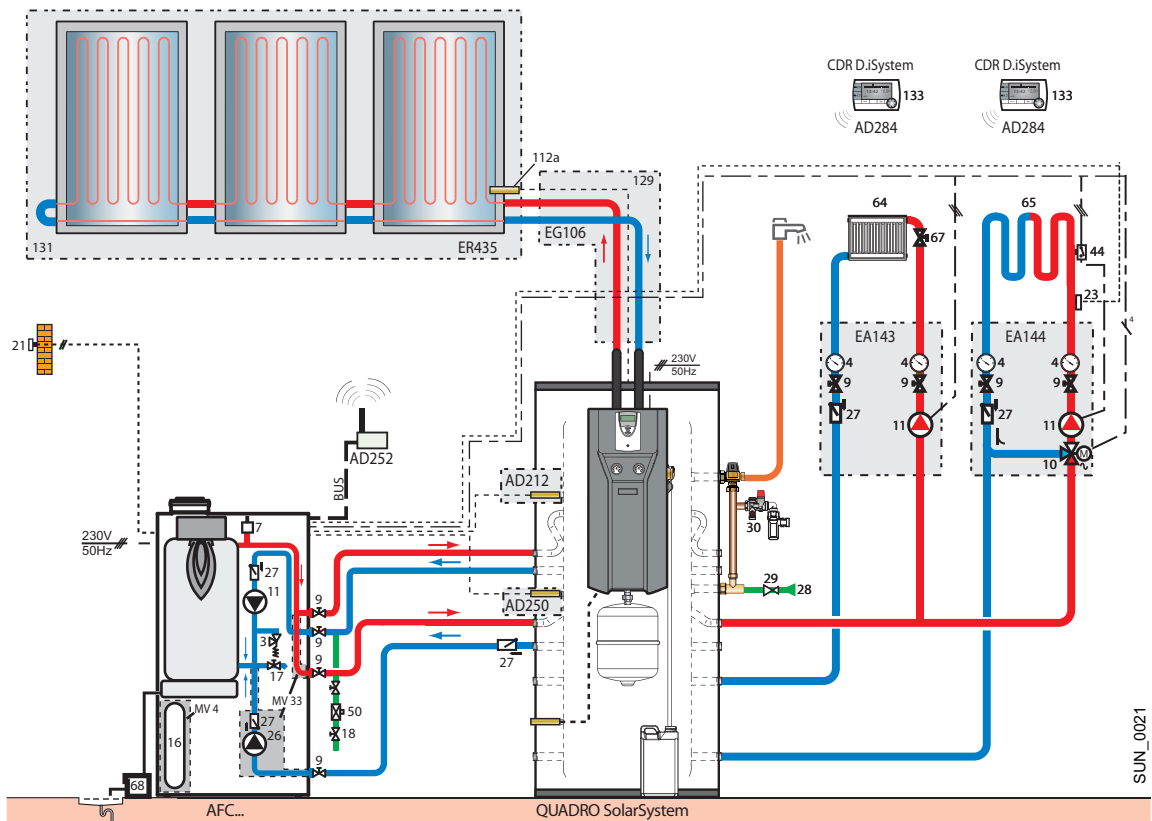 CDR D.iSystem
133
AD284
CDR D.iSystem
133
AD284
112a
129
EG106
131
ER435
64
67
65
44
23
4
21
EA143
4
4
9
9
27
11
EA144
4
4
9
9
27
11
10
M
230V
50Hz
AD252
BUS
AD212
AD250
230V
50Hz
7
27
11
3
17
9
9
9
9
MV 4
MV 33
16
27
26
50
18
68
27
30
29
28
AFC...
QUADRO SolarSystem
SUN_0021